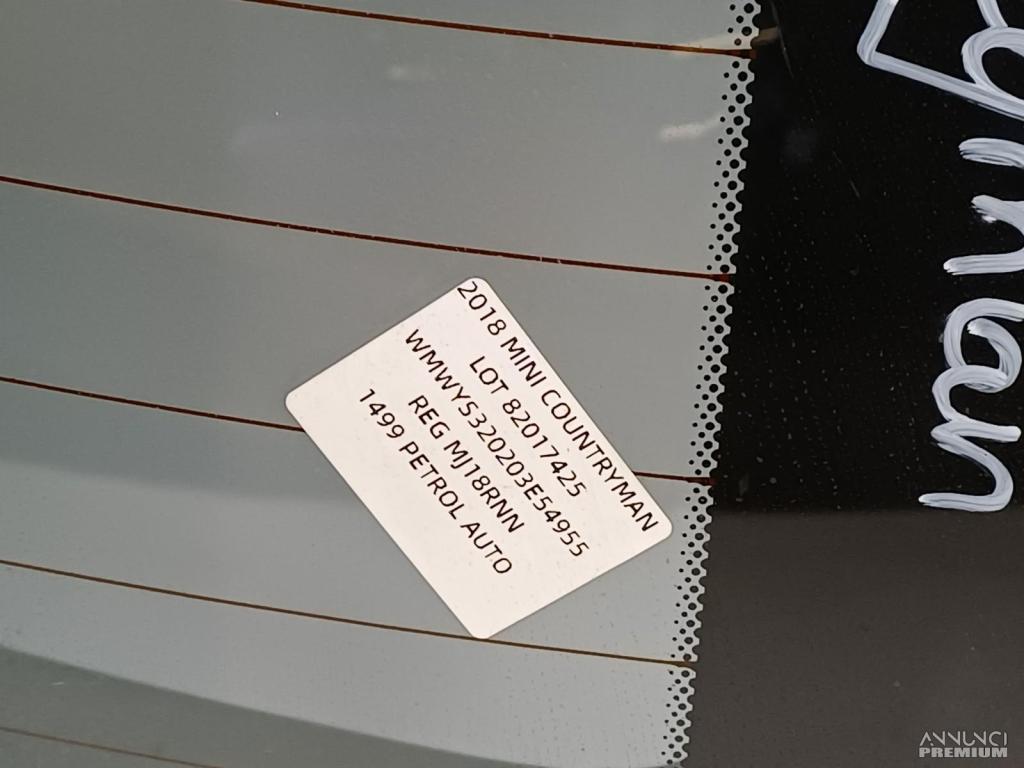 2018 MINI COUNTRYMAN
LOT 82017425
WMWYS320203E54955
REG MJ18RNN
1499 PETROL AUTO
ANNUNCI
PREMIUM